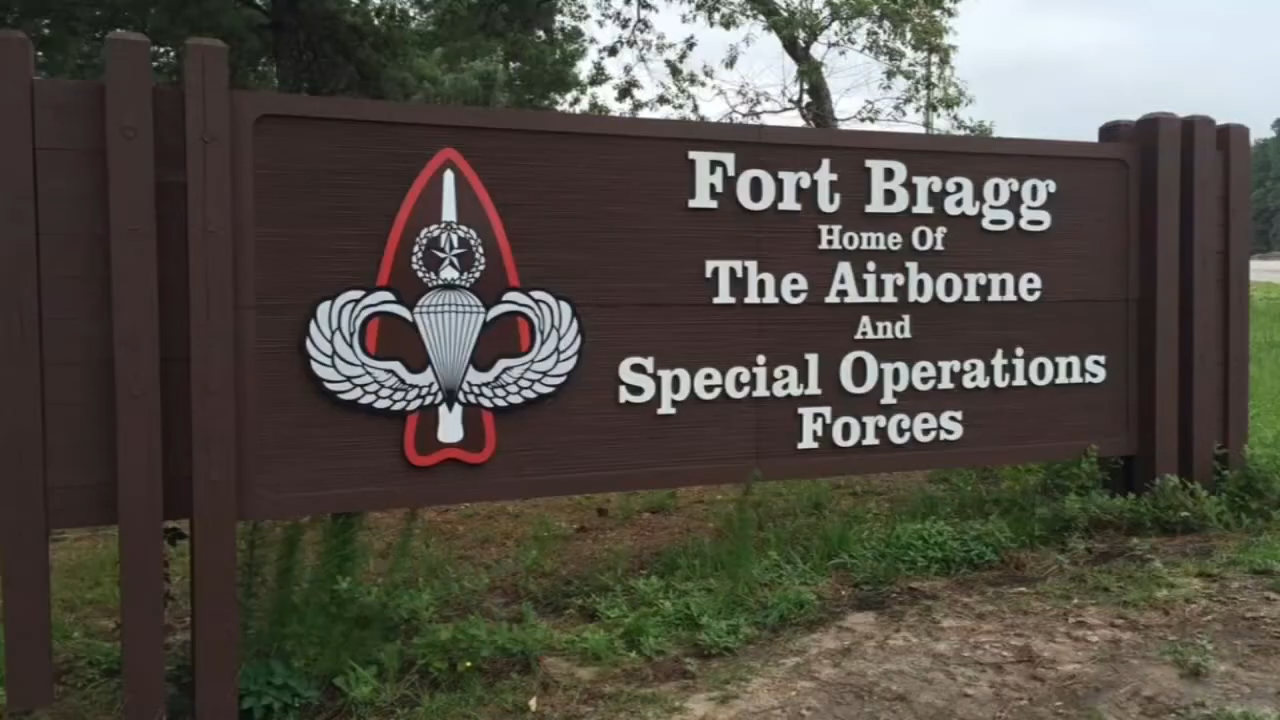 Fort Bragg
Home Of
The Airborne
And
Special Operations
Forces